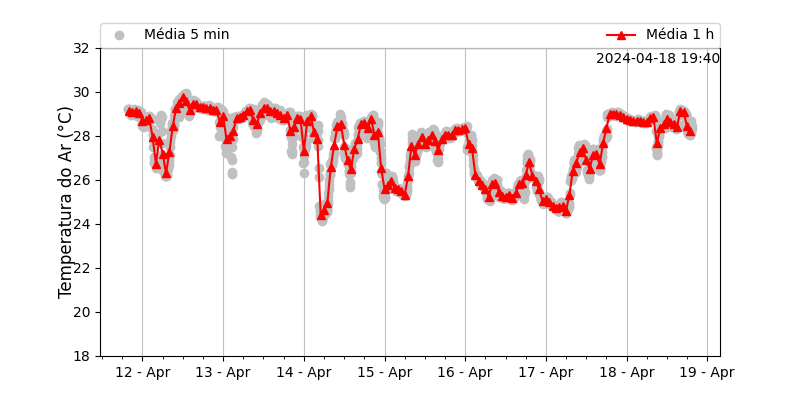 Média 5 min
Média 1 h
2024-04-18 19:40
Temperatura do Ar (°C)
32
30
28
26
24
22
20
18
12 - Apr
13 - Apr
14 - Apr
15 - Apr
16 - Apr
17 - Apr
18 - Apr
19 - Apr